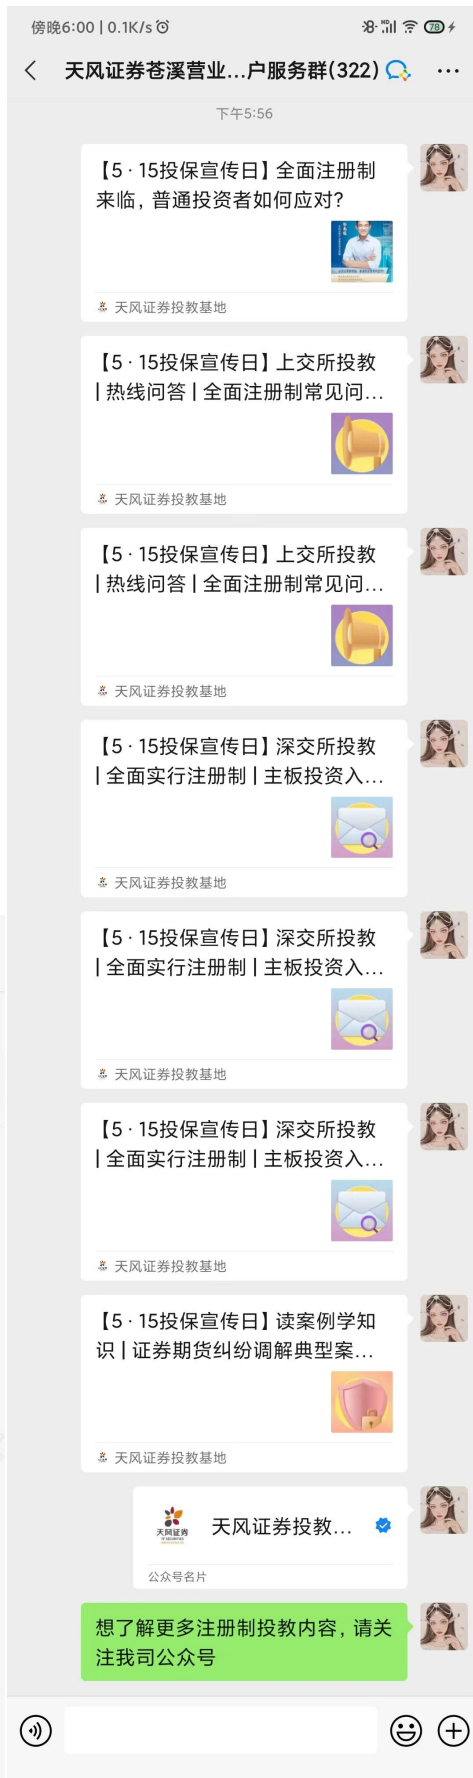 傍晚6:00 | 0.1K/s
78
天风证券苍溪营业...户服务群(322)
下午5:56
【5·15投保宣传日】全面注册制
来临，普通投资者如何应对？
天风证券投教基地
【5·15投保宣传日】上交所投教
| 热线问答 | 全面注册制常见问...
天风证券投教基地
【5·15投保宣传日】上交所投教
| 热线问答 | 全面注册制常见问...
天风证券投教基地
【5·15投保宣传日】深交所投教
| 全面实行注册制 | 主板投资入...
天风证券投教基地
【5·15投保宣传日】深交所投教
| 全面实行注册制 | 主板投资入...
天风证券投教基地
【5·15投保宣传日】深交所投教
| 全面实行注册制 | 主板投资入...
天风证券投教基地
【5·15投保宣传日】读案例学知
识 | 证券期货纠纷调解典型案...
天风证券投教基地
天风证券
天风证券投教...
公众号名片
想了解更多注册制投教内容，请关
注我司公众号